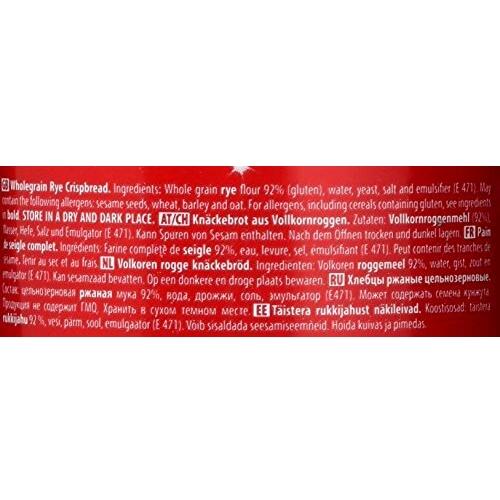 GB Wholegrain Rye Crispbread. Ingredients: Whole grain rye flour 92% (gluten), water, yeast, salt and emulsifier (E 471). May
contain the following allergens: sesame seeds, wheat, barley and oat. For allergens, including cereals containing gluten, see ingredients
in bold. STORE IN A DRY AND DARK PLACE. AT/CH Knäckebrot aus Vollkornroggen. Zutaten: Vollkornroggenmehl (92%),
Wasser, Hefe, Salz und Emulgator (E 471). Kann Spuren von Sesam enthalten. Nach dem Öffnen trocken und dunkel lagern. FR Pain
de seigle complet. Ingrédients: Farine complète de seigle 92%, eau, levure, sel, émulsifiant (E 471). Peut contenir des tranches de
sesame, tenir au sec et au frais NL Volkoren rogge knäckebröd. Ingrediënten: Volkoren roggemeel 92%, water, gist, zout en
emulgator (E 471). Kan sesamzaad bevatten. Op een donkere en droge plaats bewaren. RU Хлебцы ржаные цельнозерновые.
Состав: цельнозерновая ржаная мука 92%, вода, дрожжи, соль, эмульгатор (E471). Может содержать семена кунжута.
Продукция не содержит ГМО. Хранить в сухом темном месте. EE Täistera rukkijahust näkileivad. Koostisosad: täistera
rukkijahu 92 %, vesi, pärm, sool, emulgaator (E 471). Võib sisaldada seesamiseemneid. Hoida kuivas ja pimedas.